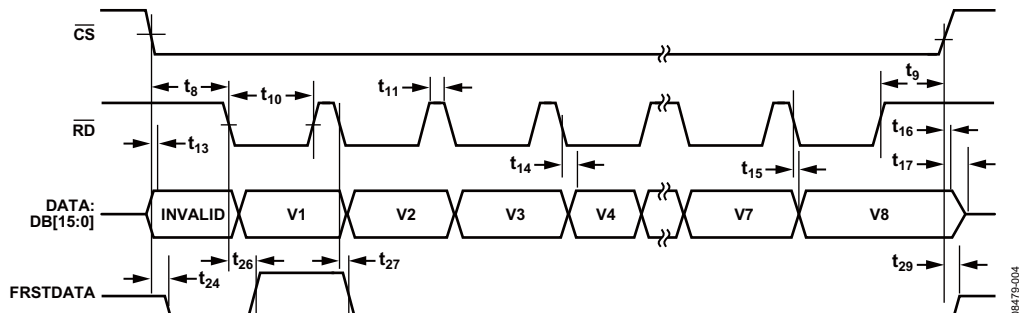 CS
t8
t10
t11
t9
RD
t13
t14
t15
t16
t17
DATA:
DB[15:0]
INVALID
V1
V2
V3
V4
V7
V8
t24
t26
t27
t29
FRSTDATA
08479-004